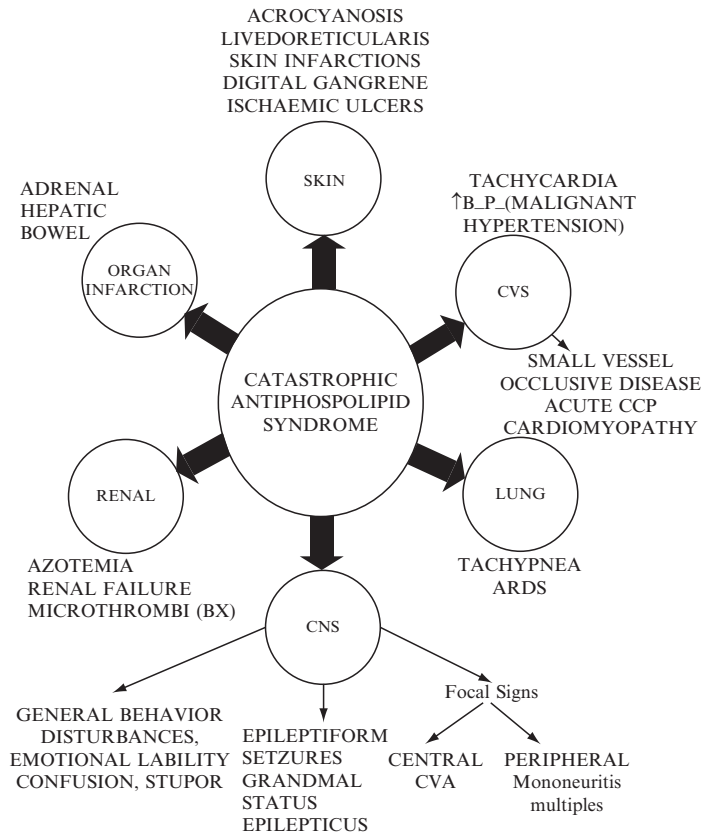 ACROCYANOSIS
LIVEDORETICULARIS
SKIN INFARCTIONS
DIGITAL GANGRENE
ISCHAEMIC ULCERS
SKIN
ADRENAL
HEPATIC
BOWEL
ORGAN
INFARCTION
TACHYCARDIA
↑B_P_(MALIGNANT
HYPERTENSION)
CVS
SMALL VESSEL
OCCLUSIVE DISEASE
ACUTE CCP
CARDIOMYOPATHY
CATASTROPHIC
ANTIPHOSPOLIPID
SYNDROME
RENAL
AZOTEMIA
RENAL FAILURE
MICROTHROMBI (BX)
LUNG
TACHYPNEA
ARDS
CNS
GENERAL BEHAVIOR
DISTURBANCES,
EMOTIONAL LABILITY
CONFUSION, STUPOR
EPILEPTIFORM
SETZURES
GRANDMAL
STATUS
EPILEPTICUS
Focal Signs
CENTRAL
CVA
PERIPHERAL
Mononeuritis
multiples